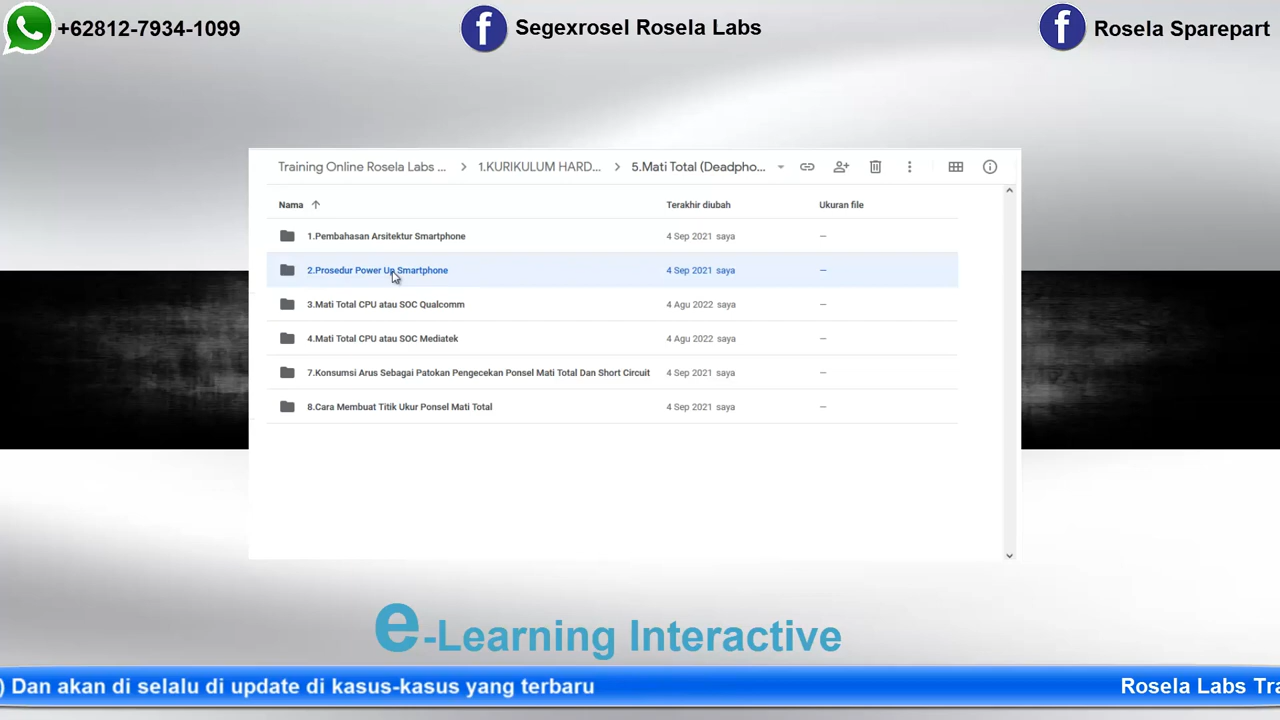 +62812-7934-1099
Segexrosel Rosela Labs
Rosela Sparepart
Training Online Rosela Labs ... > 1.KURIKULUM HARD... > 5.Mati Total (Deadpho...
Nama Terakhir diubah Ukuran file
1.Pembahasan Arsitektur Smartphone 4 Sep 2021 saya —
2.Prosedur Power Up Smartphone 4 Sep 2021 saya —
3.Mati Total CPU atau SOC Qualcomm 4 Agu 2022 saya —
4.Mati Total CPU atau SOC Mediatek 4 Agu 2022 saya —
7.Konsumsi Arus Sebagai Patokan Pengecekan Ponsel Mati Total Dan Short Circuit 4 Sep 2021 saya —
8.Cara Membuat Titik Ukur Ponsel Mati Total 4 Sep 2021 saya —
e-Learning Interactive
) Dan akan di selalu di update di kasus-kasus yang terbaru Rosela Labs Tra